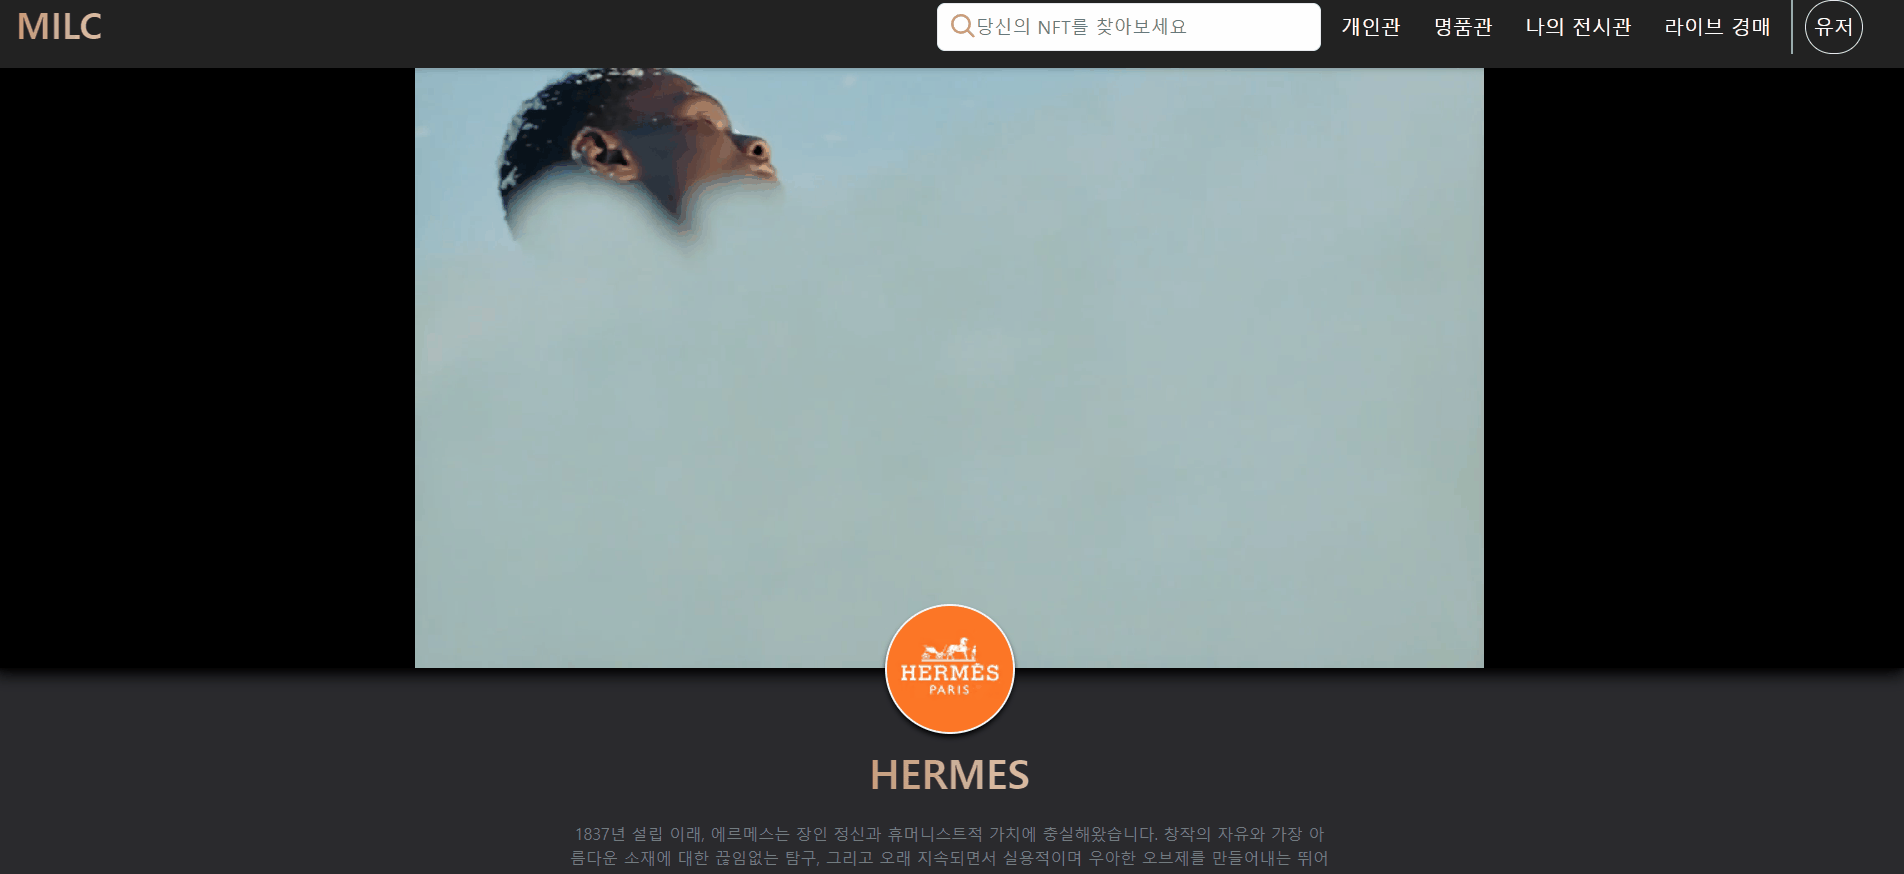 MILC
당신의 NFT를 찾아보세요
개인관
명품관
나의 전시관
라이브 경매
유저
HERMÈS
PARIS
HERMES
1837년 설립 이래, 에르메스는 장인 정신과 휴머니스트적 가치에 충실해왔습니다. 창작의 자유와 가장 아
름다운 소재에 대한 끊임없는 탐구, 그리고 오래 지속되면서 실용적이며 우아한 오브제를 만들어내는 뛰어